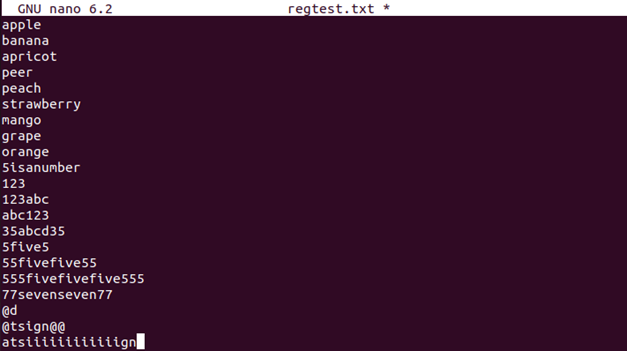 GNU nano 6.2 regtest.txt *
apple
banana
apricot
peer
peach
strawberry
mango
grape
orange
5isanumber
123
123abc
abc123
35abcd35
5five5
55fivefive55
555fivefivefive555
77sevenseven77
@d
@tsign@@
atsiiiiiiiiiiiign